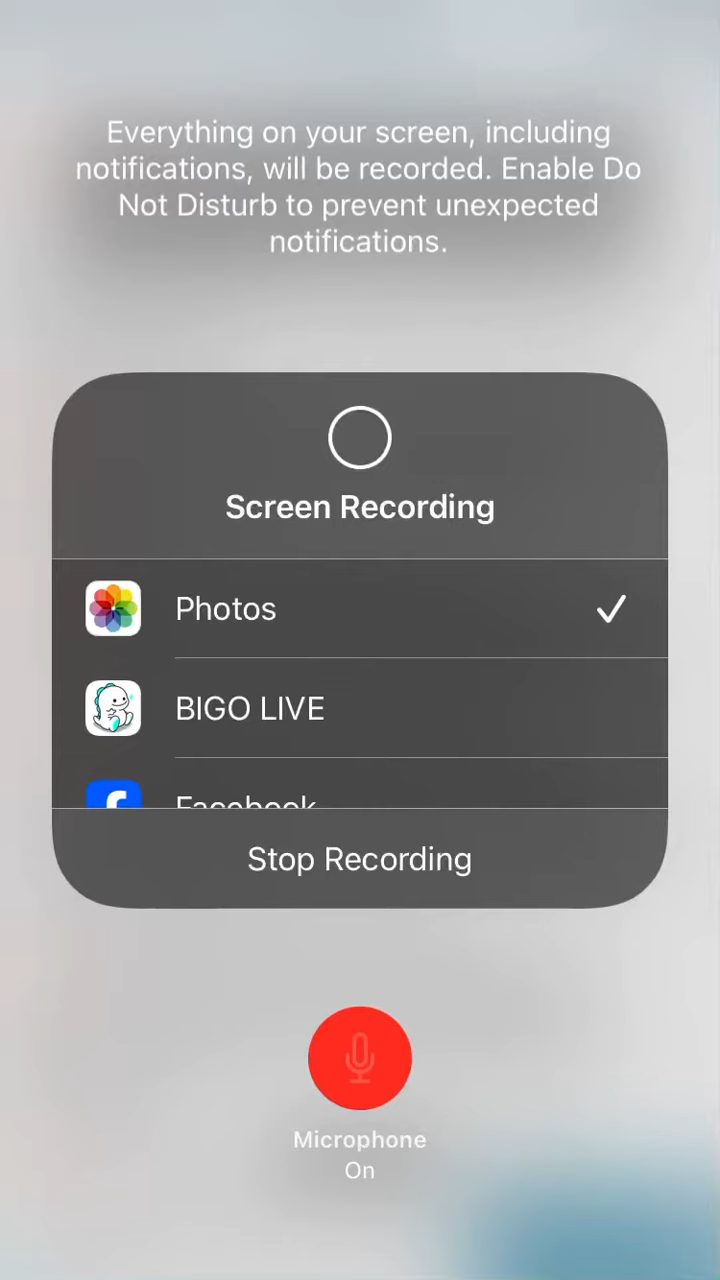 Everything on your screen, including
notifications, will be recorded. Enable Do
Not Disturb to prevent unexpected
notifications.
Screen Recording
Photos
BIGO LIVE
Facebook
Stop Recording
Microphone
On